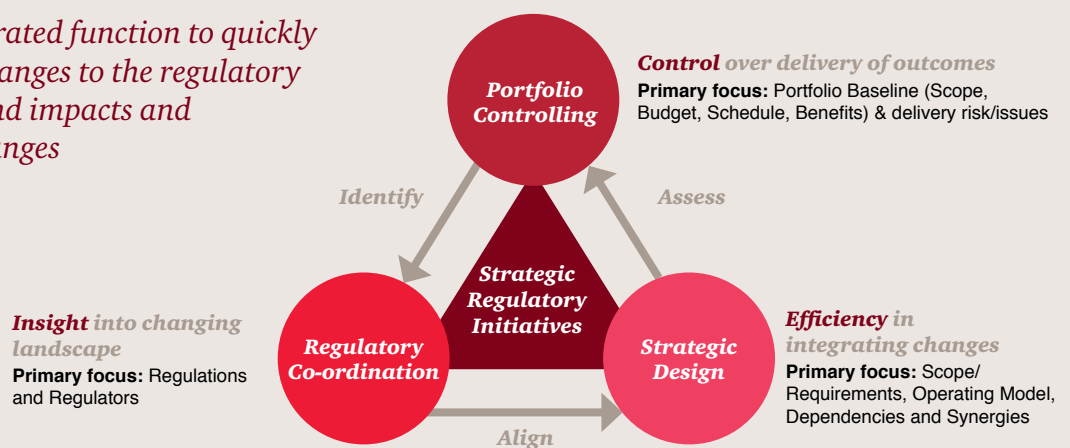 rated function to quickly
anges to the regulatory
nd impacts and
nges
Portfolio
Controlling
Control over delivery of outcomes
Primary focus: Portfolio Baseline (Scope,
Budget, Schedule, Benefits) & delivery risk/issues
Identify
Assess
Strategic
Regulatory
Initiatives
Insight into changing
landscape
Primary focus: Regulations
and Regulators
Regulatory
Co-ordination
Strategic
Design
Efficiency in
integrating changes
Primary focus: Scope/
Requirements, Operating Model,
Dependencies and Synergies
Align